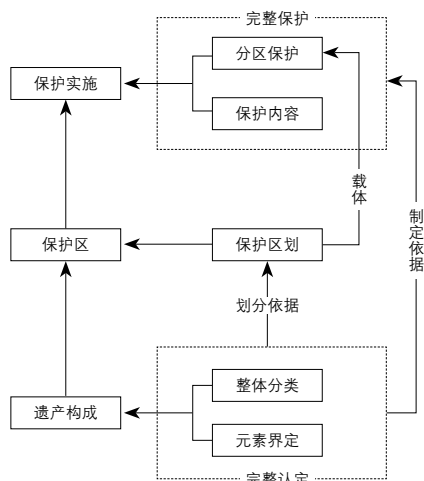 完整保护
分区保护
保护实施
保护内容
载体
制定依据
保护区
保护区划
划分依据
整体分类
遗产构成
元素界定
完整认定